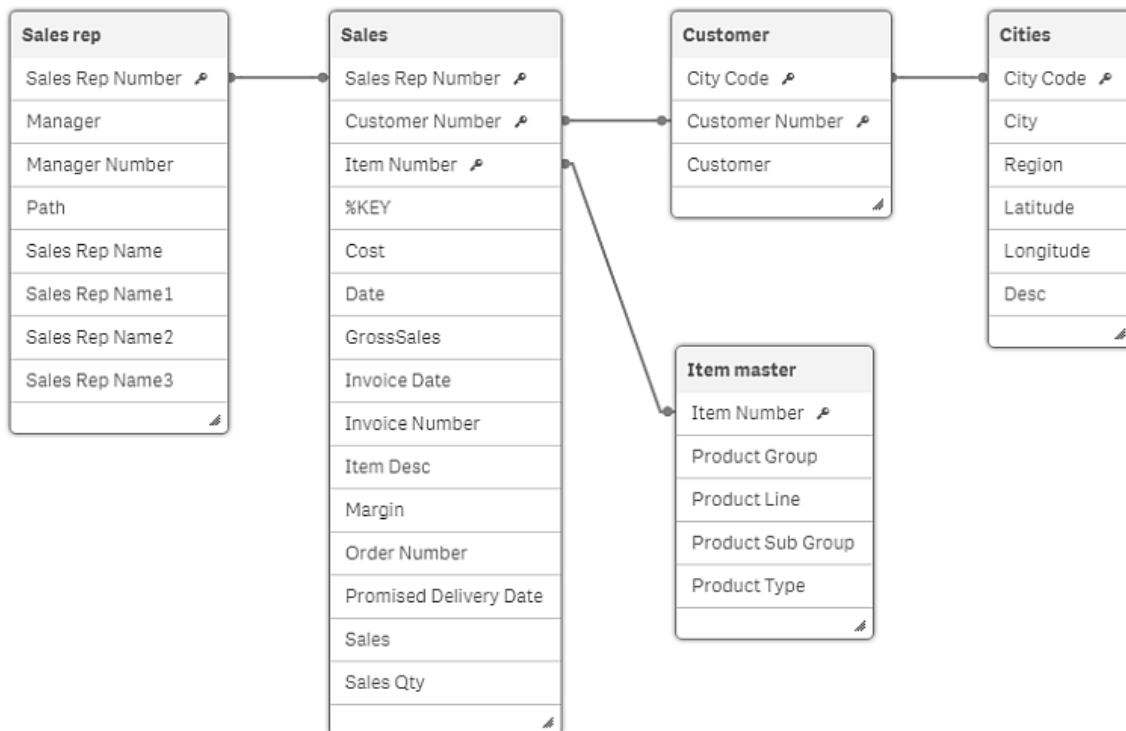 Sales rep
Sales Rep Number
Manager
Manager Number
Path
Sales Rep Name
Sales Rep Name1
Sales Rep Name2
Sales Rep Name3
Sales
Sales Rep Number
Customer Number
Item Number
%KEY
Cost
Date
GrossSales
Invoice Date
Invoice Number
Item Desc
Margin
Order Number
Promised Delivery Date
Sales
Sales Qty
Customer
City Code
Customer Number
Customer
Item master
Item Number
Product Group
Product Line
Product Sub Group
Product Type
Cities
City Code
City
Region
Latitude
Longitude
Desc